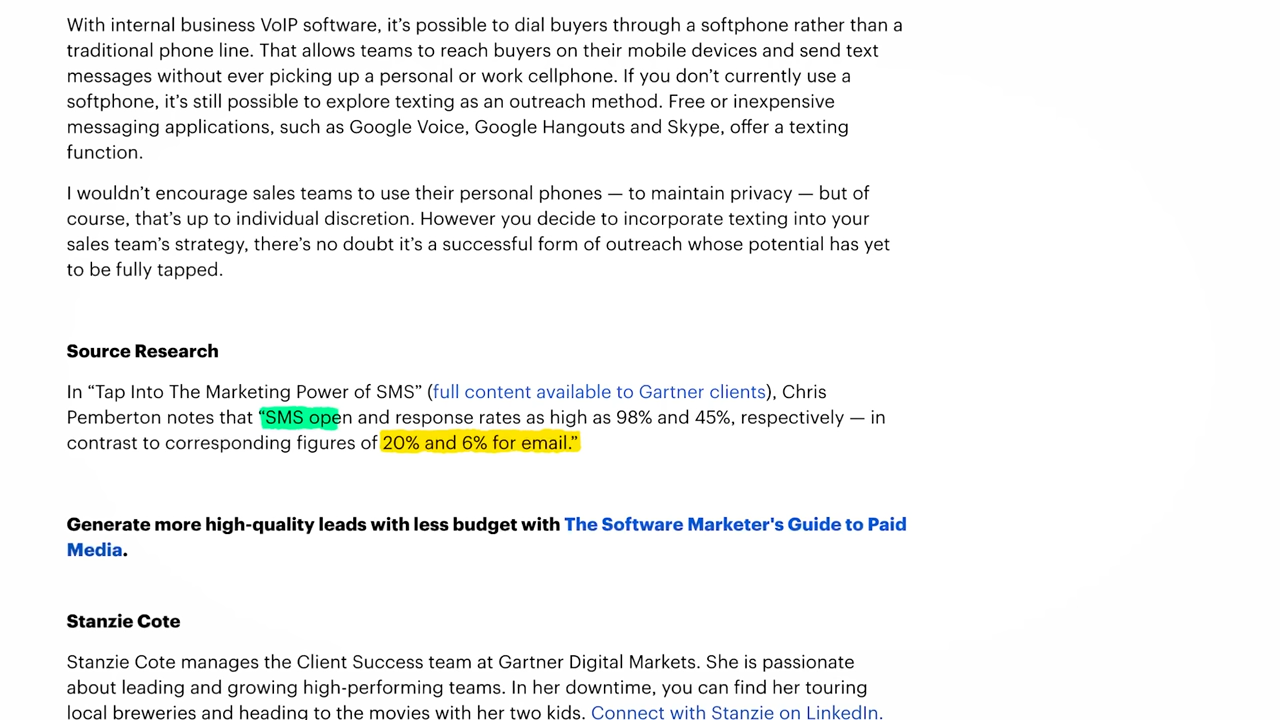 With internal business VoIP software, it’s possible to dial buyers through a softphone rather than a
traditional phone line. That allows teams to reach buyers on their mobile devices and send text
messages without ever picking up a personal or work cellphone. If you don’t currently use a
softphone, it’s still possible to explore texting as an outreach method. Free or inexpensive
messaging applications, such as Google Voice, Google Hangouts and Skype, offer a texting
function.
I wouldn’t encourage sales teams to use their personal phones — to maintain privacy — but of
course, that’s up to individual discretion. However you decide to incorporate texting into your
sales team’s strategy, there’s no doubt it’s a successful form of outreach whose potential has yet
to be fully tapped.
Source Research
In “Tap Into The Marketing Power of SMS” (full content available to Gartner clients), Chris
Pemberton notes that “SMS open and response rates as high as 98% and 45%, respectively — in
contrast to corresponding figures of 20% and 6% for email.”
Generate more high-quality leads with less budget with The Software Marketer's Guide to Paid
Media.
Stanzie Cote
Stanzie Cote manages the Client Success team at Gartner Digital Markets. She is passionate
about leading and growing high-performing teams. In her downtime, you can find her touring
local breweries and heading to the movies with her two kids. Connect with Stanzie on LinkedIn.